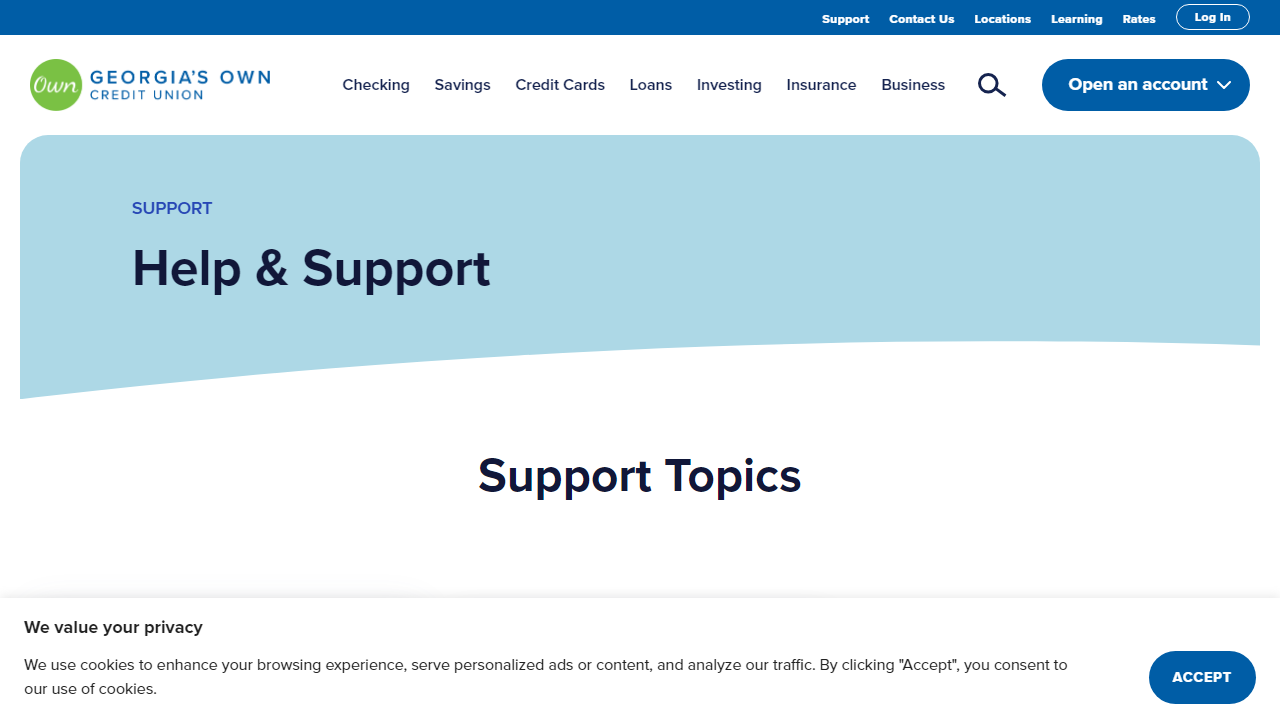 Support Contact Us Locations Learning Rates Log In
Own GEORGIA'S OWN
CREDIT UNION
Checking Savings Credit Cards Loans Investing Insurance Business Open an account
SUPPORT
Help & Support
Support Topics
We value your privacy
We use cookies to enhance your browsing experience, serve personalized ads or content, and analyze our traffic. By clicking "Accept", you consent to
our use of cookies.
ACCEPT